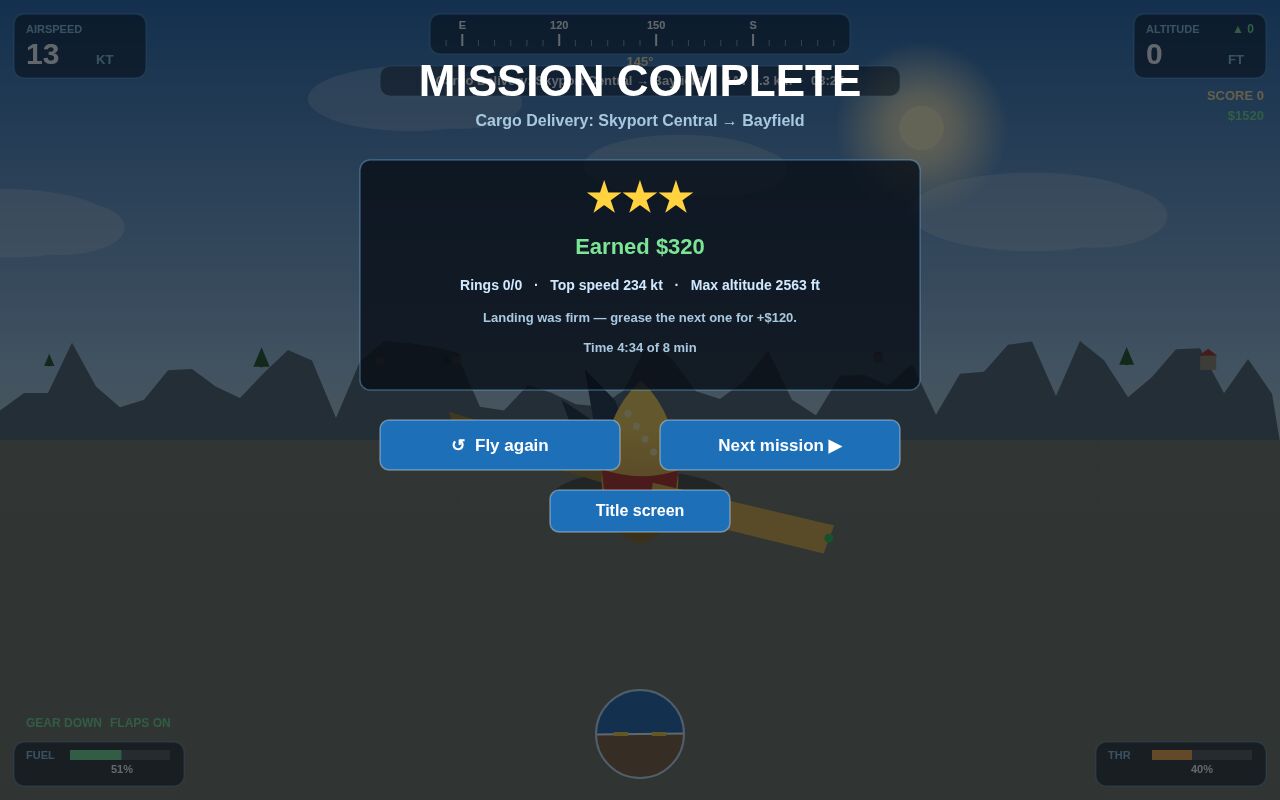 AIRSPEED
13 KT
E 120 150 S
145°
ALTITUDE ▲ 0
0 FT
SCORE 0
$1520
MISSION COMPLETE
Cargo Delivery: Skyport Central → Bayfield
★★★
Earned $320
Rings 0/0 · Top speed 234 kt · Max altitude 2563 ft
Landing was firm — grease the next one for +$120.
Time 4:34 of 8 min
↺ Fly again
Next mission ▶
Title screen
GEAR DOWN FLAPS ON
FUEL
51%
THR
40%